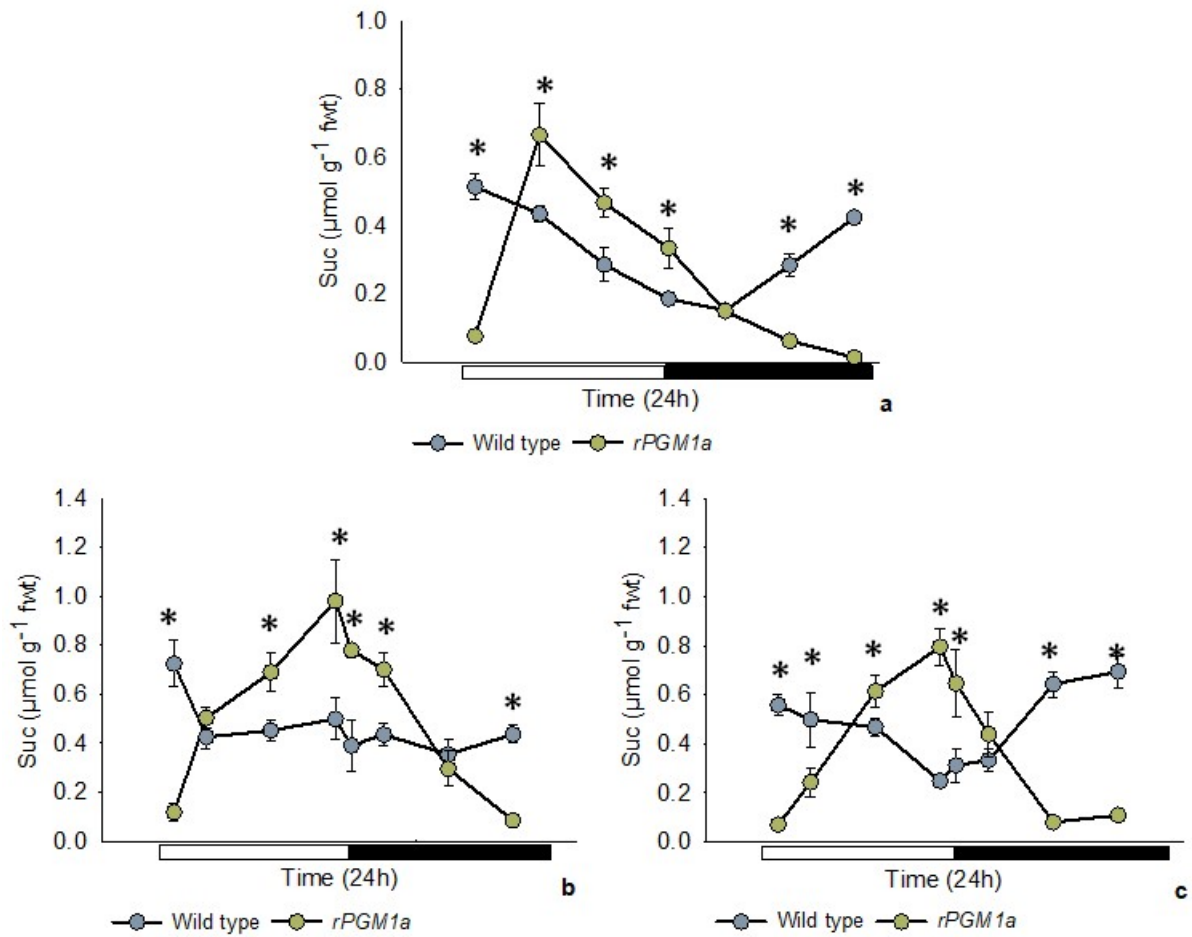 1.0
*
0.8
* *
0.6
* * *
0.4
0.2
0.0
Suc (µmol g⁻¹ fwt)
Time (24h)
a
Wild type rPGM1a
1.4
*
1.2
1.0
* * * *
0.8
0.6
*
0.4
0.2
0.0
Suc (µmol g⁻¹ fwt)
Time (24h)
b
Wild type rPGM1a
1.4
1.2
1.0
* *
0.8
* * * * *
0.6
0.4
0.2
0.0
Suc (µmol g⁻¹ fwt)
Time (24h)
c
Wild type rPGM1a